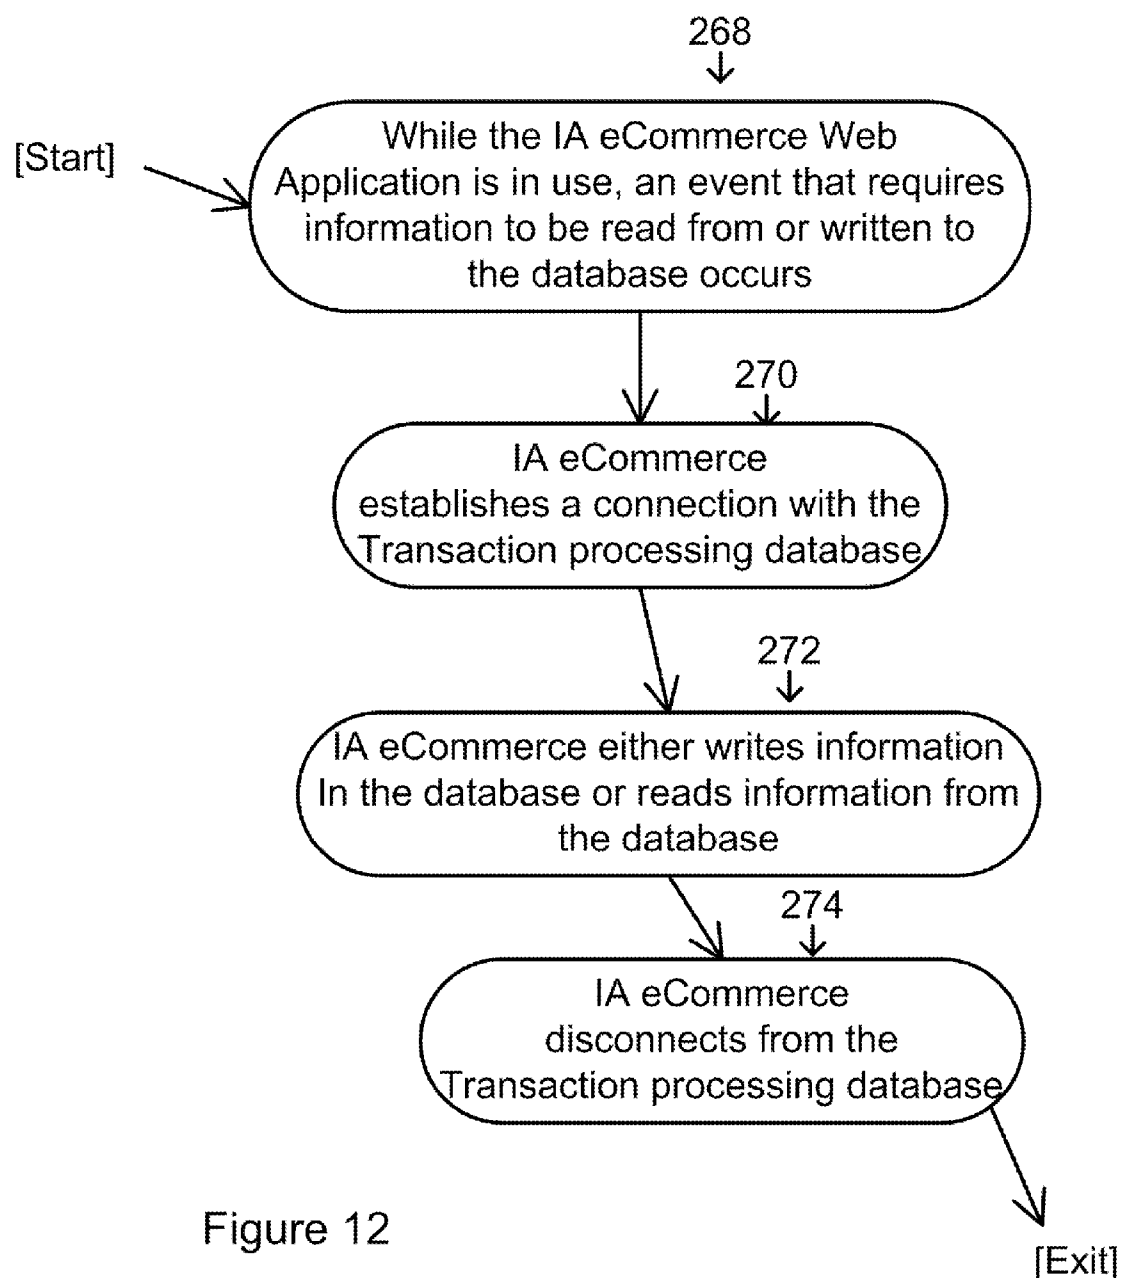 268
[Start]
While the IA eCommerce Web
Application is in use, an event that requires
information to be read from or written to
the database occurs
270
IA eCommerce
establishes a connection with the
Transaction processing database
272
IA eCommerce either writes information
In the database or reads information from
the database
274
IA eCommerce
disconnects from the
Transaction processing database
Figure 12
[Exit]